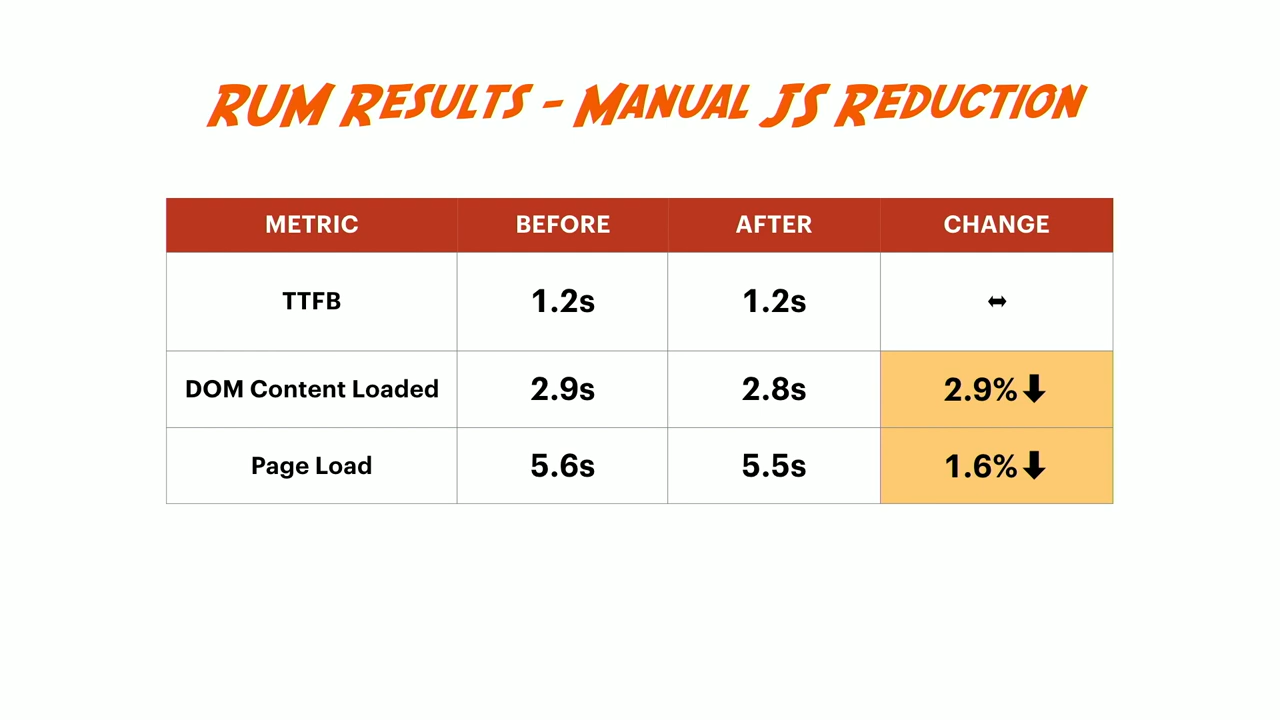 RUM Results - Manual JS Reduction
METRIC BEFORE AFTER CHANGE
TTFB 1.2s 1.2s ⬌
DOM Content Loaded 2.9s 2.8s 2.9%⬇
Page Load 5.6s 5.5s 1.6%⬇